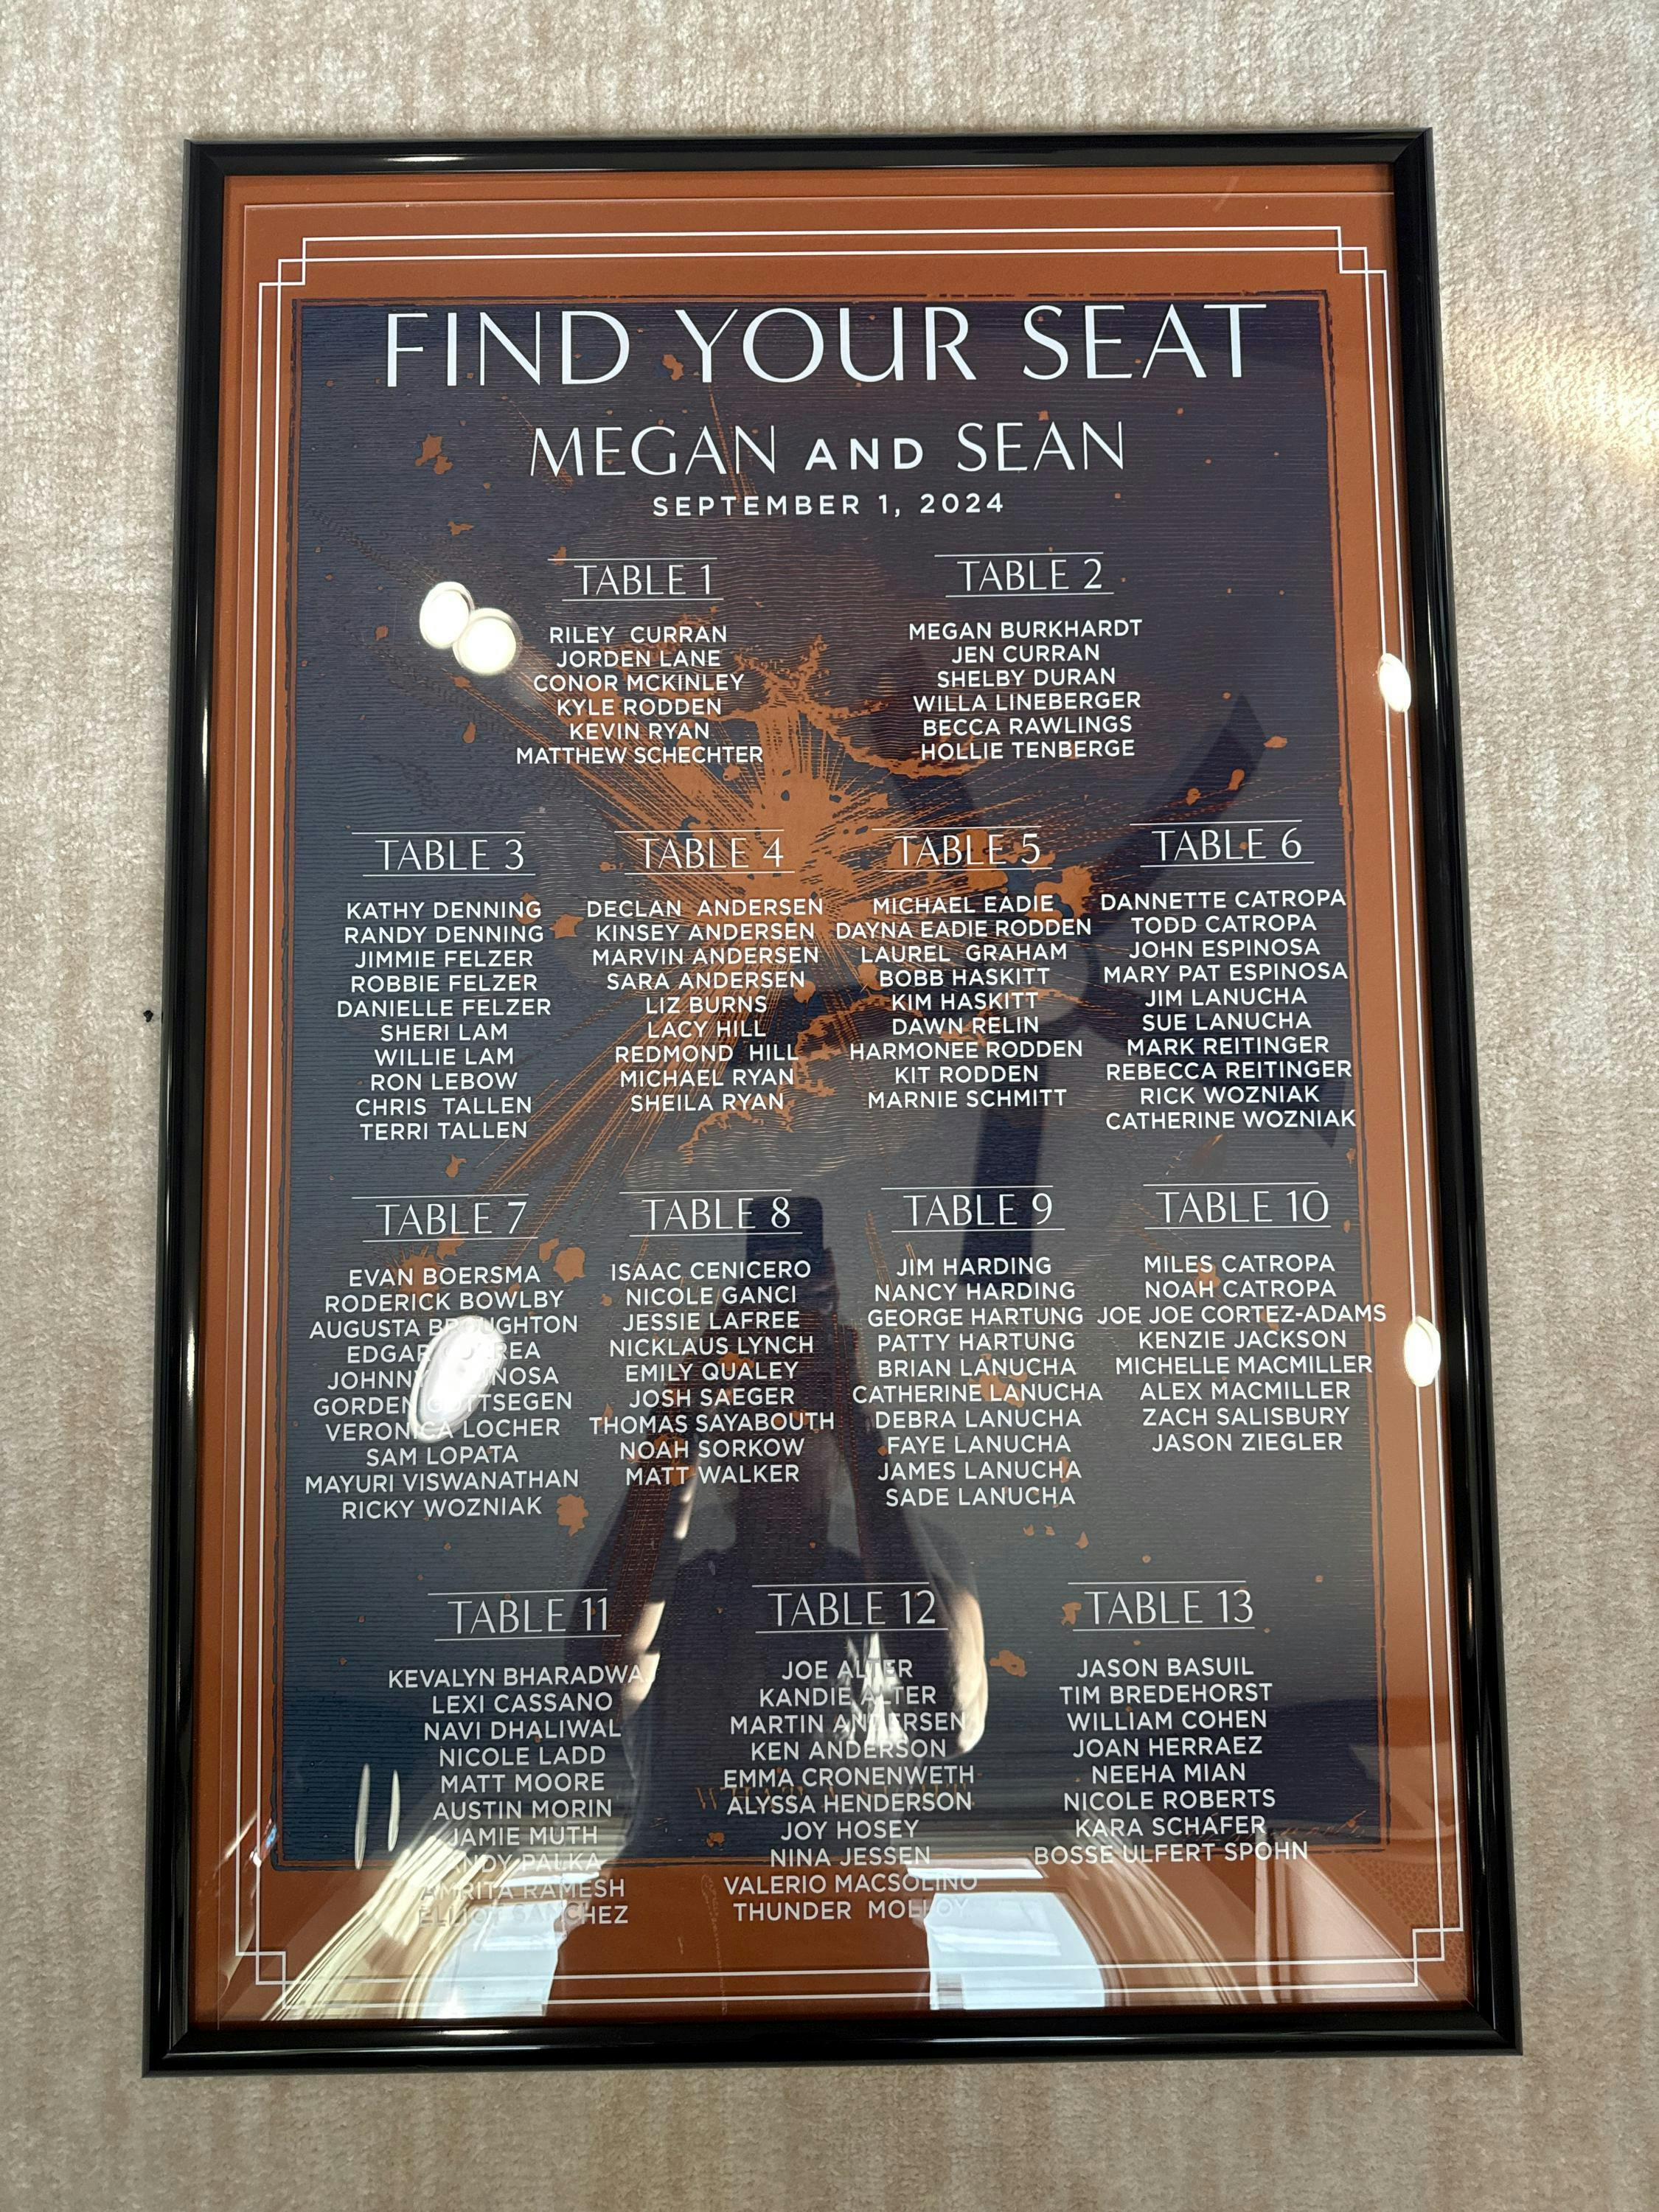 FIND YOUR SEAT
MEGAN AND SEAN
SEPTEMBER 1, 2024
TABLE 1
RILEY CURRAN
JORDEN LANE
CONOR MCKINLEY
KYLE RODDEN
KEVIN RYAN
MATTHEW SCHECHTER
TABLE 2
MEGAN BURKHARDT
JEN CURRAN
SHELBY DURAN
WILLA LINEBERGER
BECCA RAWLINGS
HOLLIE TENBERGE
TABLE 3
KATHY DENNING
RANDY DENNING
JIMMIE FELZER
ROBBIE FELZER
DANIELLE FELZER
SHERI LAM
WILLIE LAM
RON LEBOW
CHRIS TALLEN
TERRI TALLEN
TABLE 4
DECLAN ANDERSEN
KINSEY ANDERSEN
MARVIN ANDERSEN
SARA ANDERSEN
LIZ BURNS
LACY HILL
REDMOND HILL
MICHAEL RYAN
SHEILA RYAN
TABLE 5
MICHAEL EADIE
DAYNA EADIE RODDEN
LAUREL GRAHAM
BOBB HASKITT
KIM HASKITT
DAWN RELIN
HARMONEE RODDEN
KIT RODDEN
MARNIE SCHMITT
TABLE 6
DANNETTE CATROPA
TODD CATROPA
JOHN ESPINOSA
MARY PAT ESPINOSA
JIM LANUCHA
SUE LANUCHA
MARK REITINGER
REBECCA REITINGER
RICK WOZNIAK
CATHERINE WOZNIAK
TABLE 7
EVAN BOERSMA
RODERICK BOWLBY
AUGUSTA BROUGHTON
EDGAR
JOHNNY
GORDEN GOTTSEGEN
VERONICA LOCHER
SAM LOPATA
MAYURI VISWANATHAN
RICKY WOZNIAK
TABLE 8
ISAAC CENICERO
NICOLE GANCI
JESSIE LAFREE
NICKLAUS LYNCH
EMILY QUALEY
JOSH SAEGER
THOMAS SAYABOUTH
NOAH SORKOW
MATT WALKER
TABLE 9
JIM HARDING
NANCY HARDING
GEORGE HARTUNG
PATTY HARTUNG
BRIAN LANUCHA
CATHERINE LANUCHA
DEBRA LANUCHA
FAYE LANUCHA
JAMES LANUCHA
SADE LANUCHA
TABLE 10
MILES CATROPA
NOAH CATROPA
JOE JOE CORTEZ-ADAMS
KENZIE JACKSON
MICHELLE MACMILLER
ALEX MACMILLER
ZACH SALISBURY
JASON ZIEGLER
TABLE 11
KEVALYN
LEXI CASSANO
NAVI DHALIWAL
NICOLE LADD
MATT MOORE
AUSTIN MORIN
JAMIE MUTH
PALKA
AMRITA RAMESH
ELLIOT SANCHEZ
TABLE 12
JOE ALTER
KANDIE ALTER
MARTIN ANDERSEN
KEN ANDERSON
EMMA CRONENWETH
ALYSSA HENDERSON
JOY HOSEY
NINA JESSEN
VALERIO MACSOLINO
THUNDER MOLLOY
TABLE 13
JASON BASUIL
TIM BREDEHORST
WILLIAM COHEN
JOAN HERRAEZ
NEEHA MIAN
NICOLE ROBERTS
KARA SCHAFER
BOSSE ULFERT SPOHN